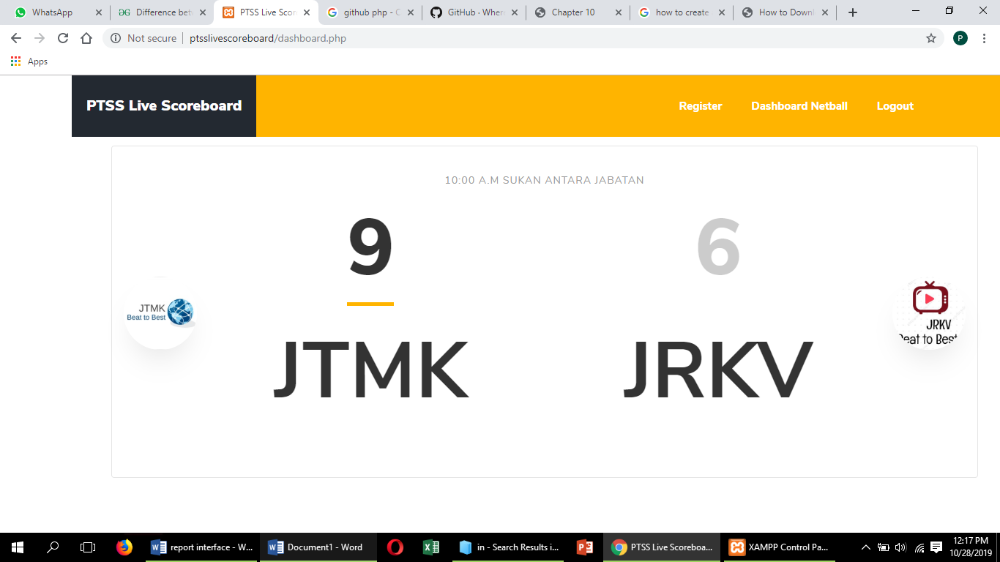 WhatsApp
Difference bet
PTSS Live Scor
github php - C
GitHub · Wher
Chapter 10
how to create
How to Downl
Not secure
ptsslivescoreboard/dashboard.php
P
Apps
PTSS Live Scoreboard
Register
Dashboard Netball
Logout
10:00 A.M SUKAN ANTARA JABATAN
9
6
JTMK
Beat to Best
JRKV
Beat to Best
JTMK
JRKV
report interface - W...
Document1 - Word
in - Search Results i...
PTSS Live Scoreboa...
XAMPP Control Pa...
12:17 PM
10/28/2019